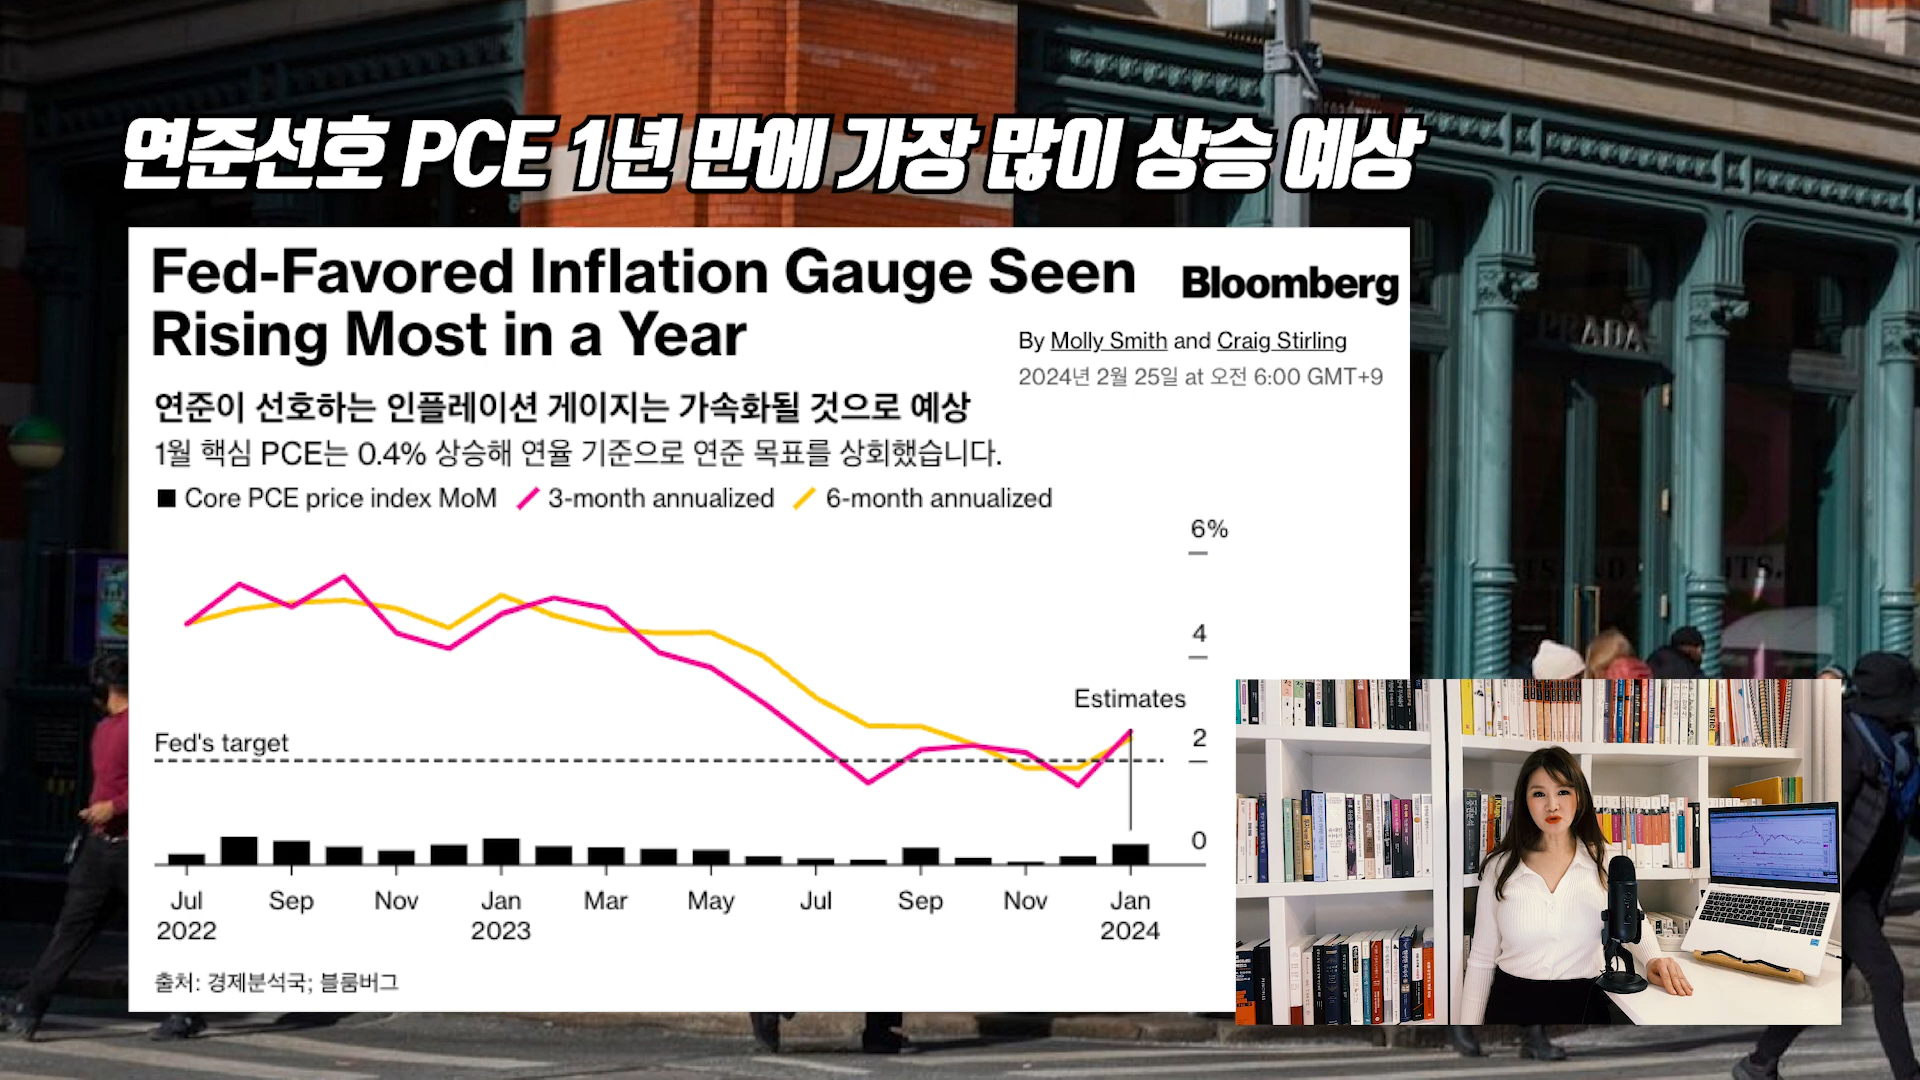 연준선호 PCE 1년 만에 가장 많이 상승 예상
Fed-Favored Inflation Gauge Seen
Rising Most in a Year
Bloomberg
By Molly Smith and Craig Stirling
2024년 2월 25일 at 오전 6:00 GMT+9
연준이 선호하는 인플레이션 게이지는 가속화될 것으로 예상
1월 핵심 PCE는 0.4% 상승해 연율 기준으로 연준 목표를 상회했습니다.
Core PCE price index MoM 3-month annualized 6-month annualized
6%
4
Estimates
2
Fed's target
0
Jul Sep Nov Jan Mar May Jul Sep Nov Jan
2022 2023 2024
출처: 경제분석국; 블룸버그
PRADA